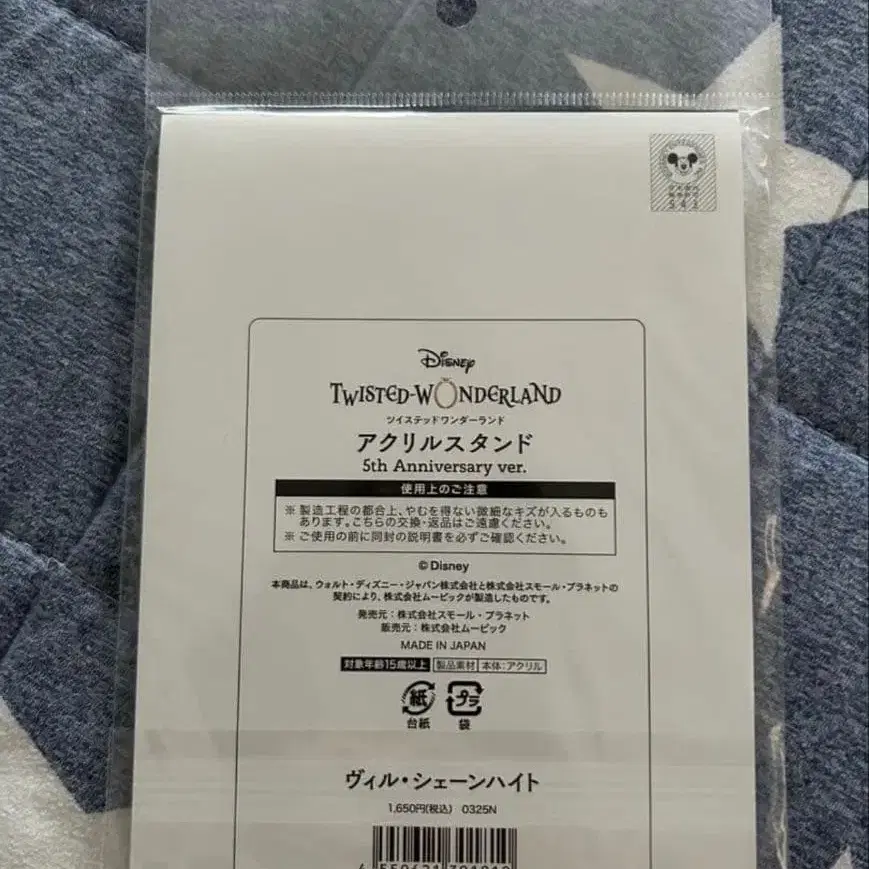 Disney
TWISTED-WONDERLAND
ツイステッドワンダーランド
アクリルスタンド
5th Anniversary ver.
使用上のご注意
※ 製造工程の都合上、やむを得ない微細なキズが入るものも
あります。こちらの交換・返品はご遠慮ください。
※ ご使用の前に同封の説明書を必ずご確認ください。
©Disney
本商品は、ウォルト・ディズニー・ジャパン株式会社と株式会社スモール・プラネットの
契約により、株式会社ムービックが製造したものです。
発売元：株式会社スモール・プラネット
販売元：株式会社ムービック
MADE IN JAPAN
対象年齢15歳以上 製品素材 本体：アクリル
紙 プラ
台紙 袋
ヴィル・シェーンハイト
1,650円(税込) 0325N